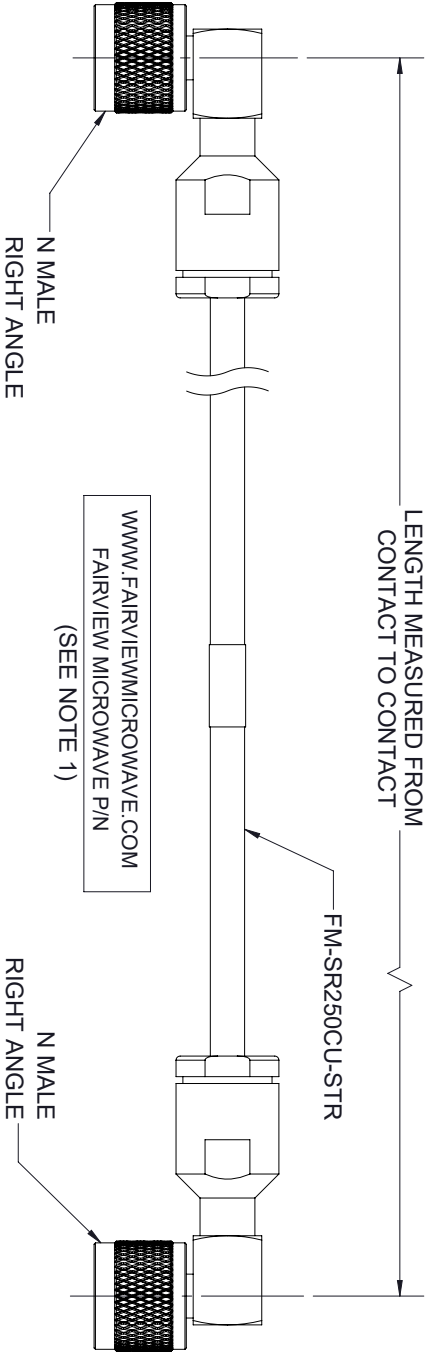 LENGTH MEASURED FROM
CONTACT TO CONTACT
FM-SR250CU-STR
WWW.FAIRVIEWMICROWAVE.COM
FAIRVIEW MICROWAVE P/N
(SEE NOTE 1)
N MALE
RIGHT ANGLE
N MALE
RIGHT ANGLE